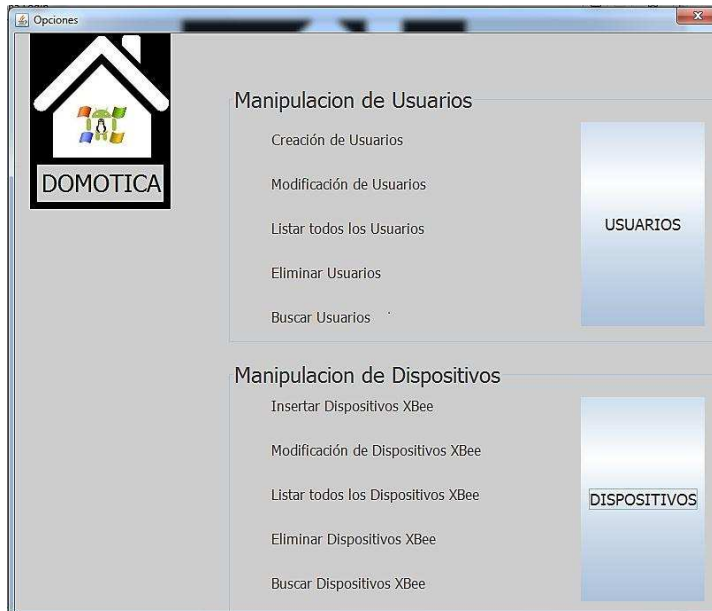 Opciones
DOMOTICA
Manipulacion de Usuarios
Creación de Usuarios
Modificación de Usuarios
Listar todos los Usuarios
Eliminar Usuarios
Buscar Usuarios
USUARIOS
Manipulacion de Dispositivos
Insertar Dispositivos XBee
Modificación de Dispositivos XBee
Listar todos los Dispositivos XBee
Eliminar Dispositivos XBee
Buscar Dispositivos XBee
DISPOSITIVOS